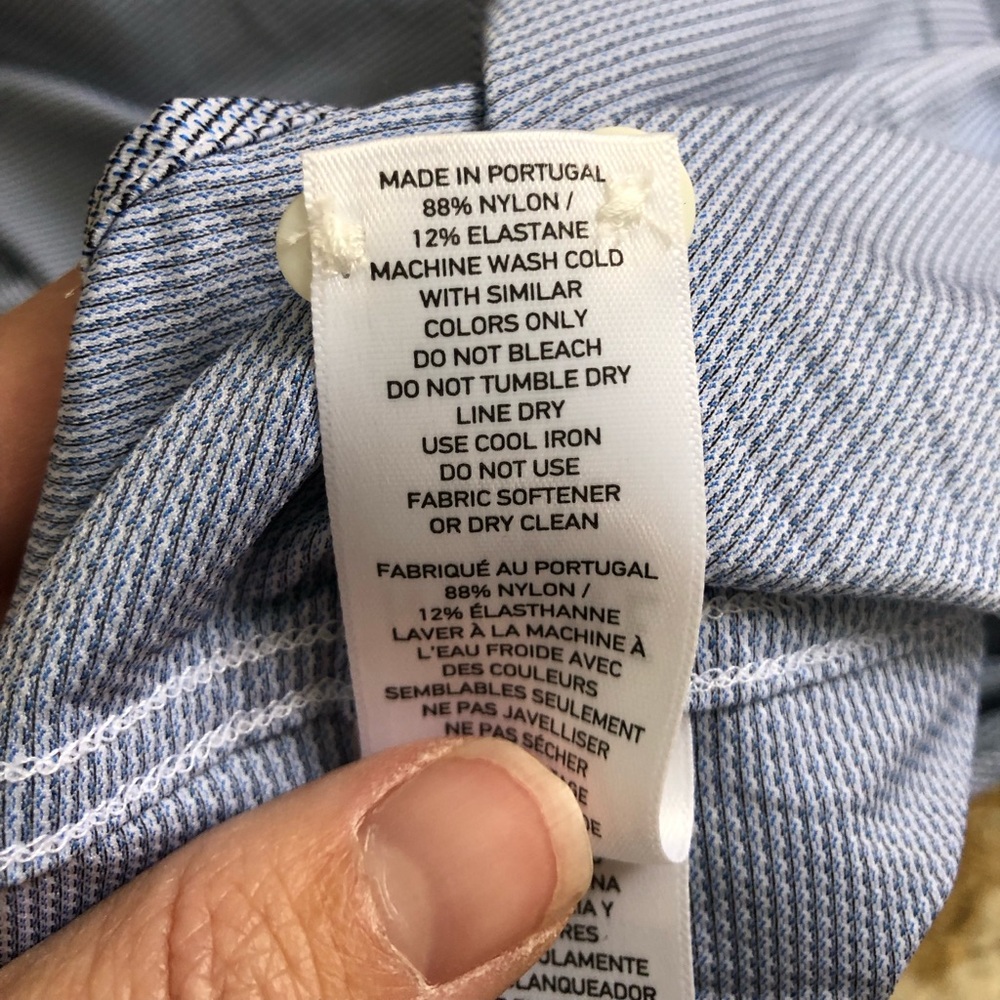 MADE IN PORTUGAL
88% NYLON /
12% ELASTANE
MACHINE WASH COLD
WITH SIMILAR
COLORS ONLY
DO NOT BLEACH
DO NOT TUMBLE DRY
LINE DRY
USE COOL IRON
DO NOT USE
FABRIC SOFTENER
OR DRY CLEAN
FABRIQUÉ AU PORTUGAL
88% NYLON /
12% ÉLASTHANNE
LAVER À LA MACHINE À
L'EAU FROIDE AVEC
DES COULEURS
SEMBLABLES SEULEMENT
NE PAS JAVELLISER
NE PAS SÉCHER
Y